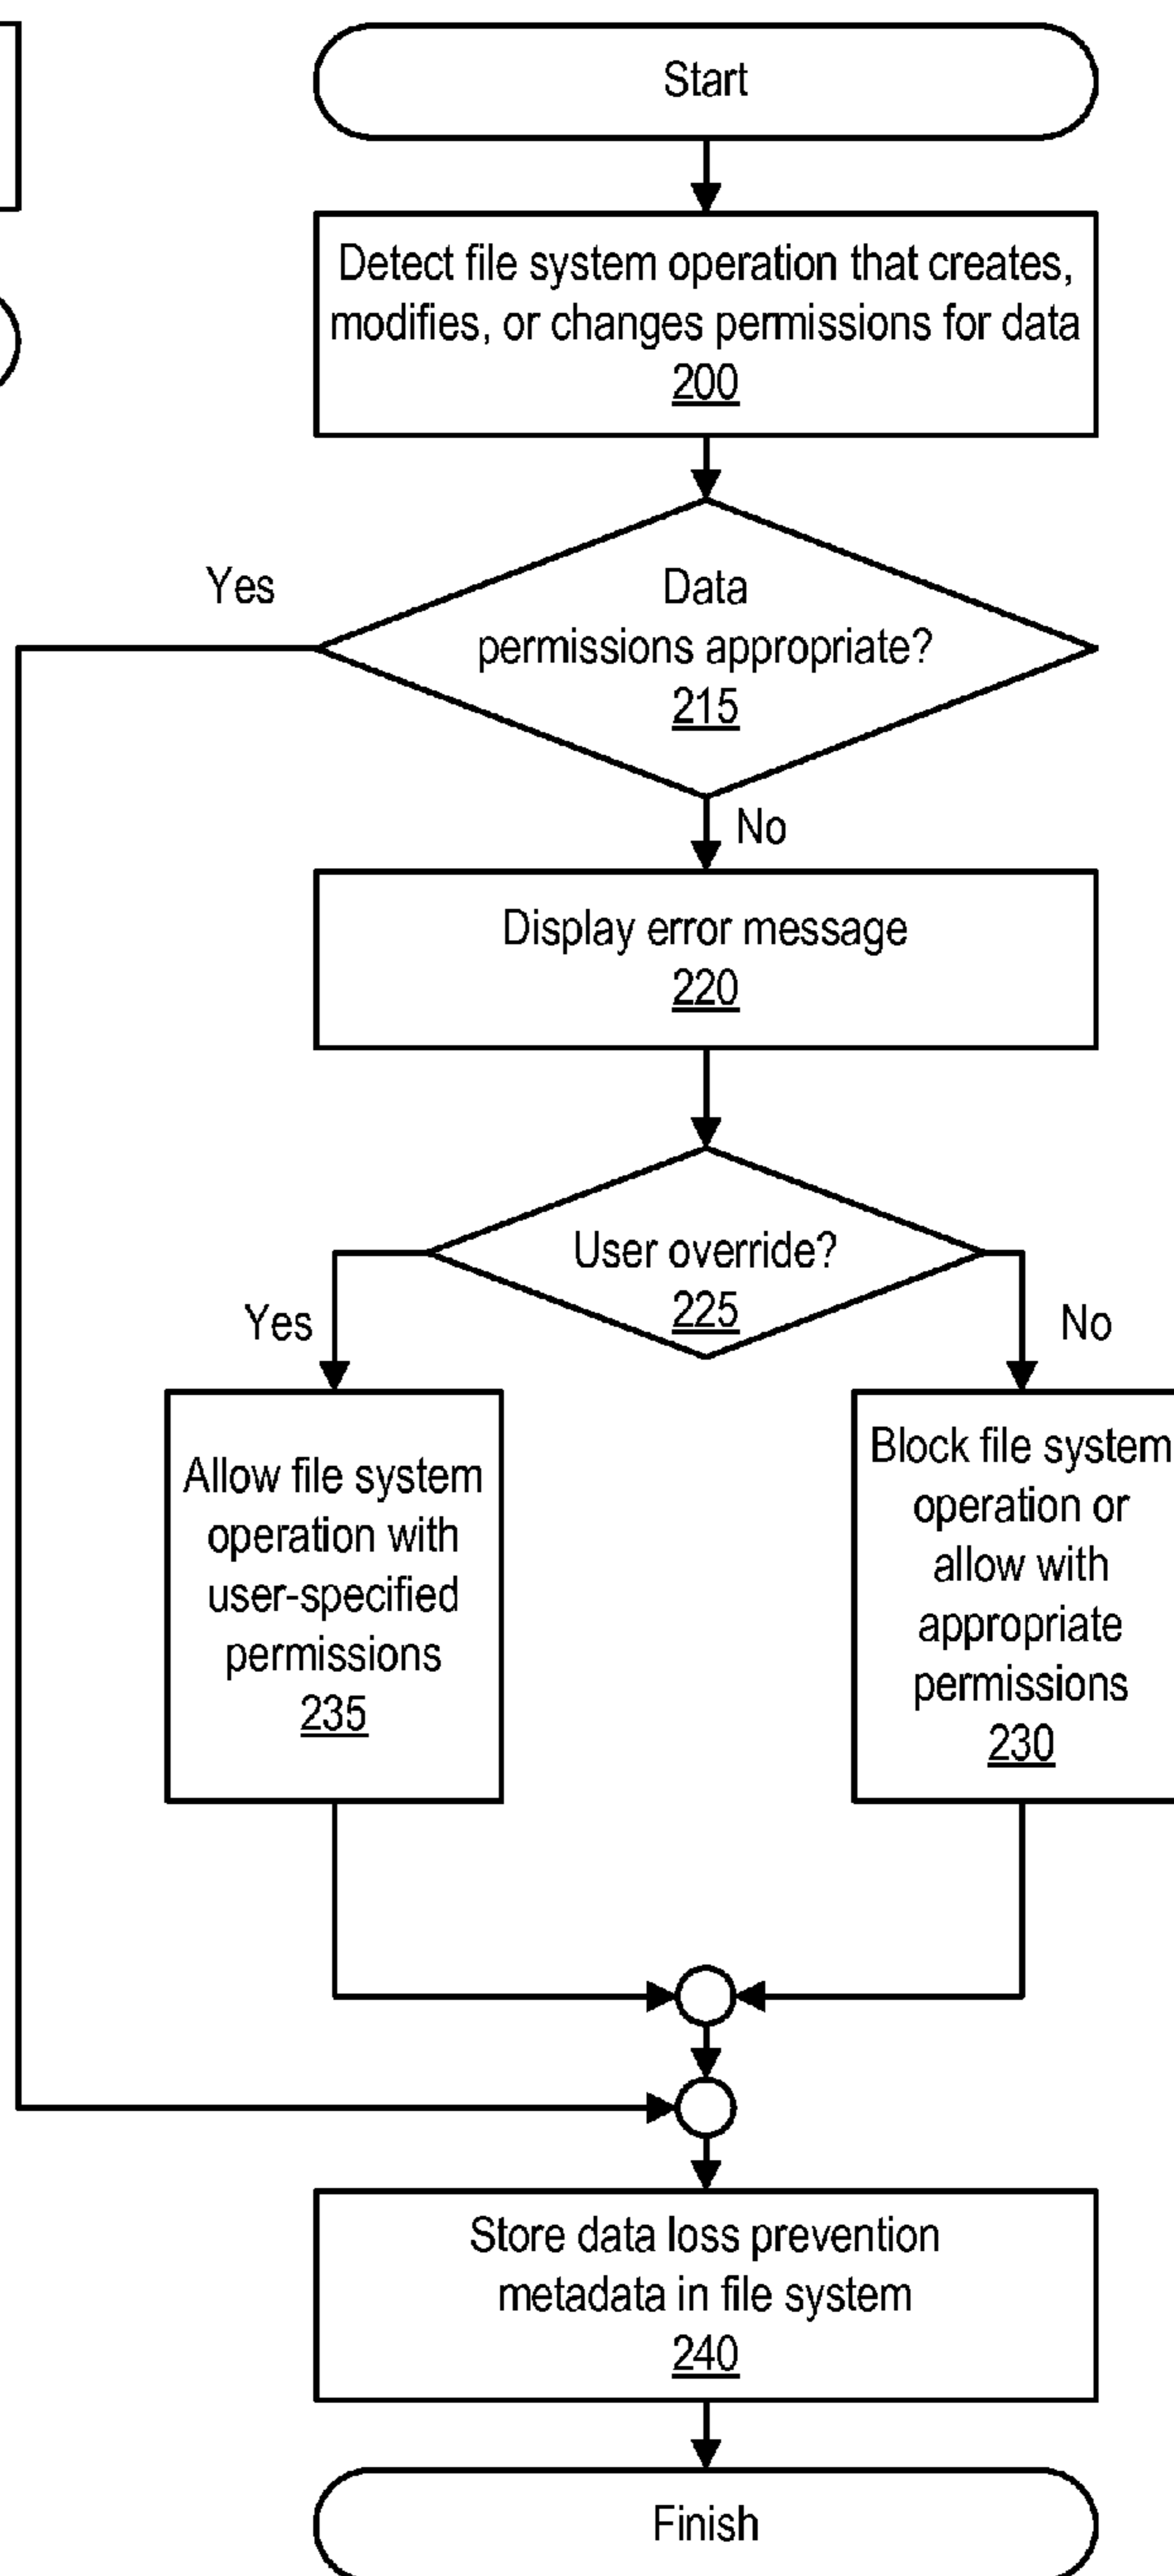 Start
Detect file system operation that creates,
modifies, or changes permissions for data
200
Yes
Data
permissions appropriate?
215
No
Display error message
220
User override?
225
Yes
No
Allow file system
operation with
user-specified
permissions
235
Block file system
operation or
allow with
appropriate
permissions
230
Store data loss prevention
metadata in file system
240
Finish